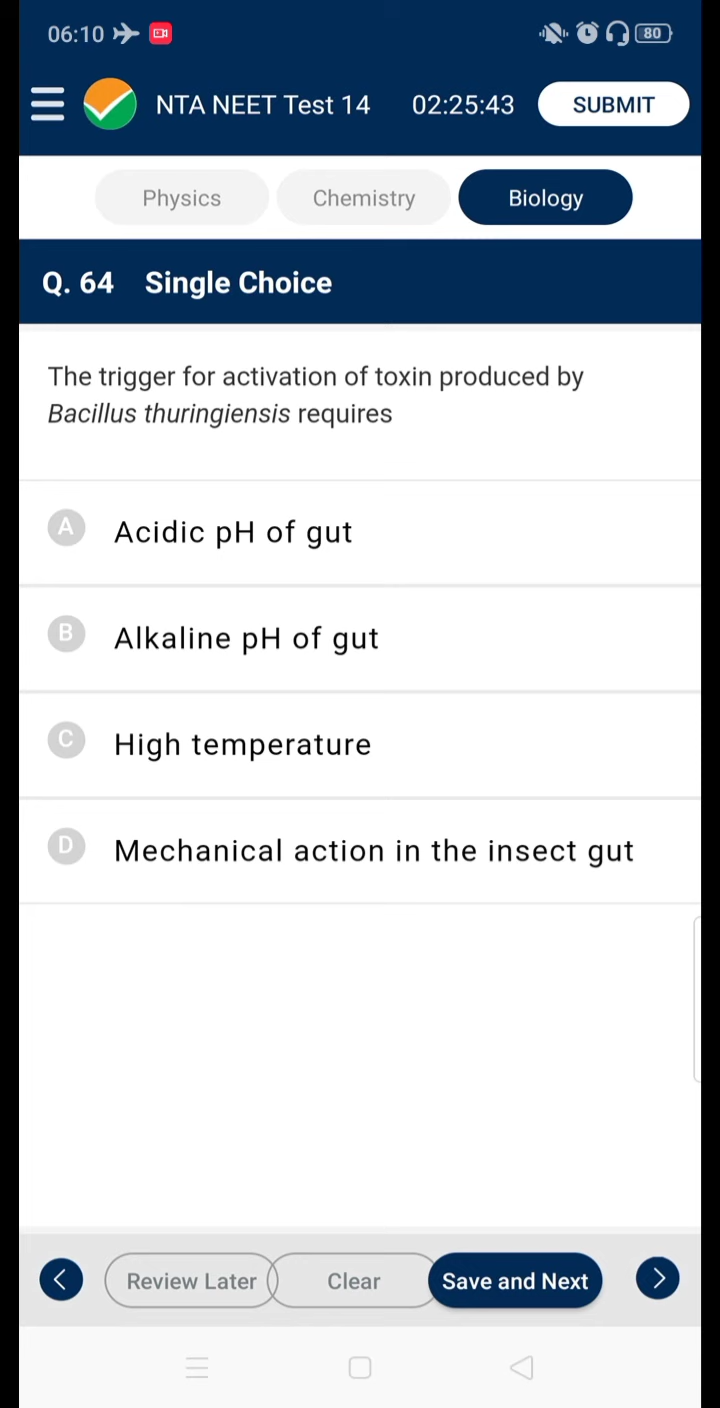 06:10 80
NTA NEET Test 14 02:25:43 SUBMIT
Physics Chemistry Biology
Q. 64 Single Choice
The trigger for activation of toxin produced by
Bacillus thuringiensis requires
A Acidic pH of gut
B Alkaline pH of gut
C High temperature
D Mechanical action in the insect gut
Review Later Clear Save and Next